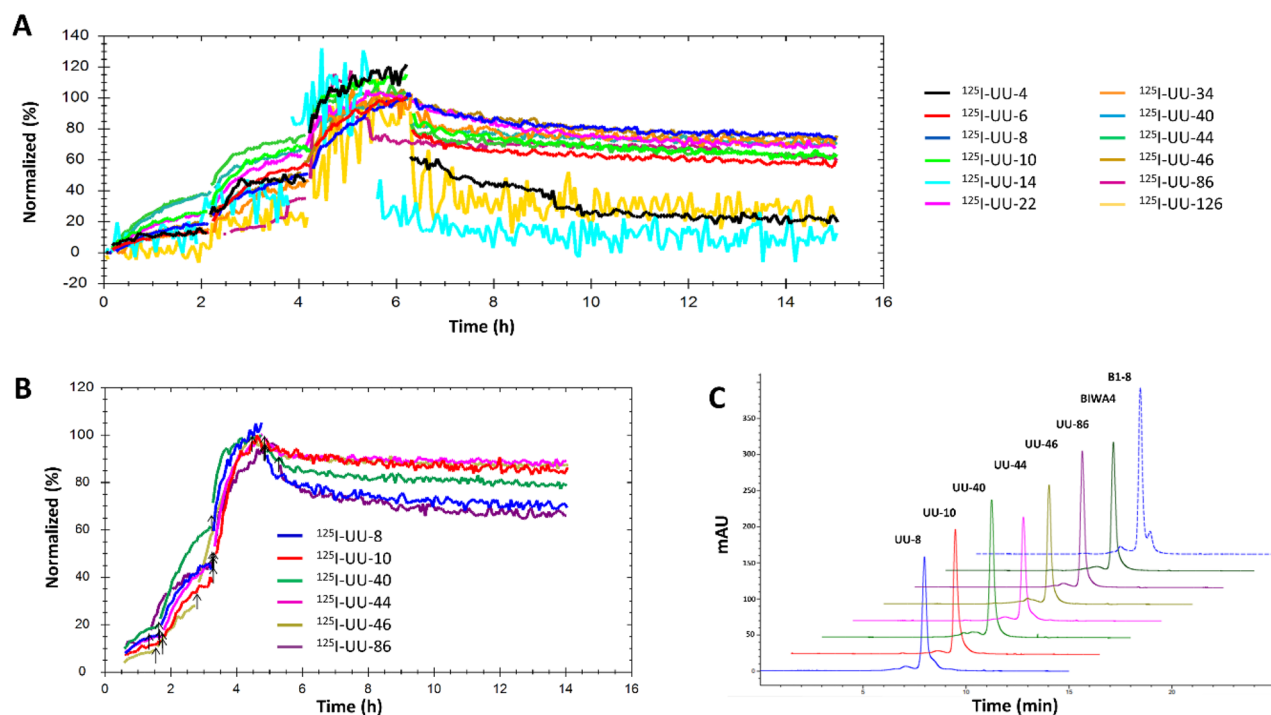 A
140
120
100
80
60
40
20
0
-20
Normalized (%)
0 2 4 6 8 10 12 14 16
Time (h)
125I-UU-4 125I-UU-34
125I-UU-6 125I-UU-40
125I-UU-8 125I-UU-44
125I-UU-10 125I-UU-46
125I-UU-14 125I-UU-86
125I-UU-22 125I-UU-126
B
120
100
80
60
40
20
0
Normalized (%)
0 2 4 6 8 10 12 14 16
Time (h)
125I-UU-8
125I-UU-10
125I-UU-40
125I-UU-44
125I-UU-46
125I-UU-86
C
B1-8
BIWA4
UU-86
UU-46
UU-44
UU-40
UU-10
UU-8
350
300
250
200
150
100
50
0
mAU
5 10 15 20
Time (min)